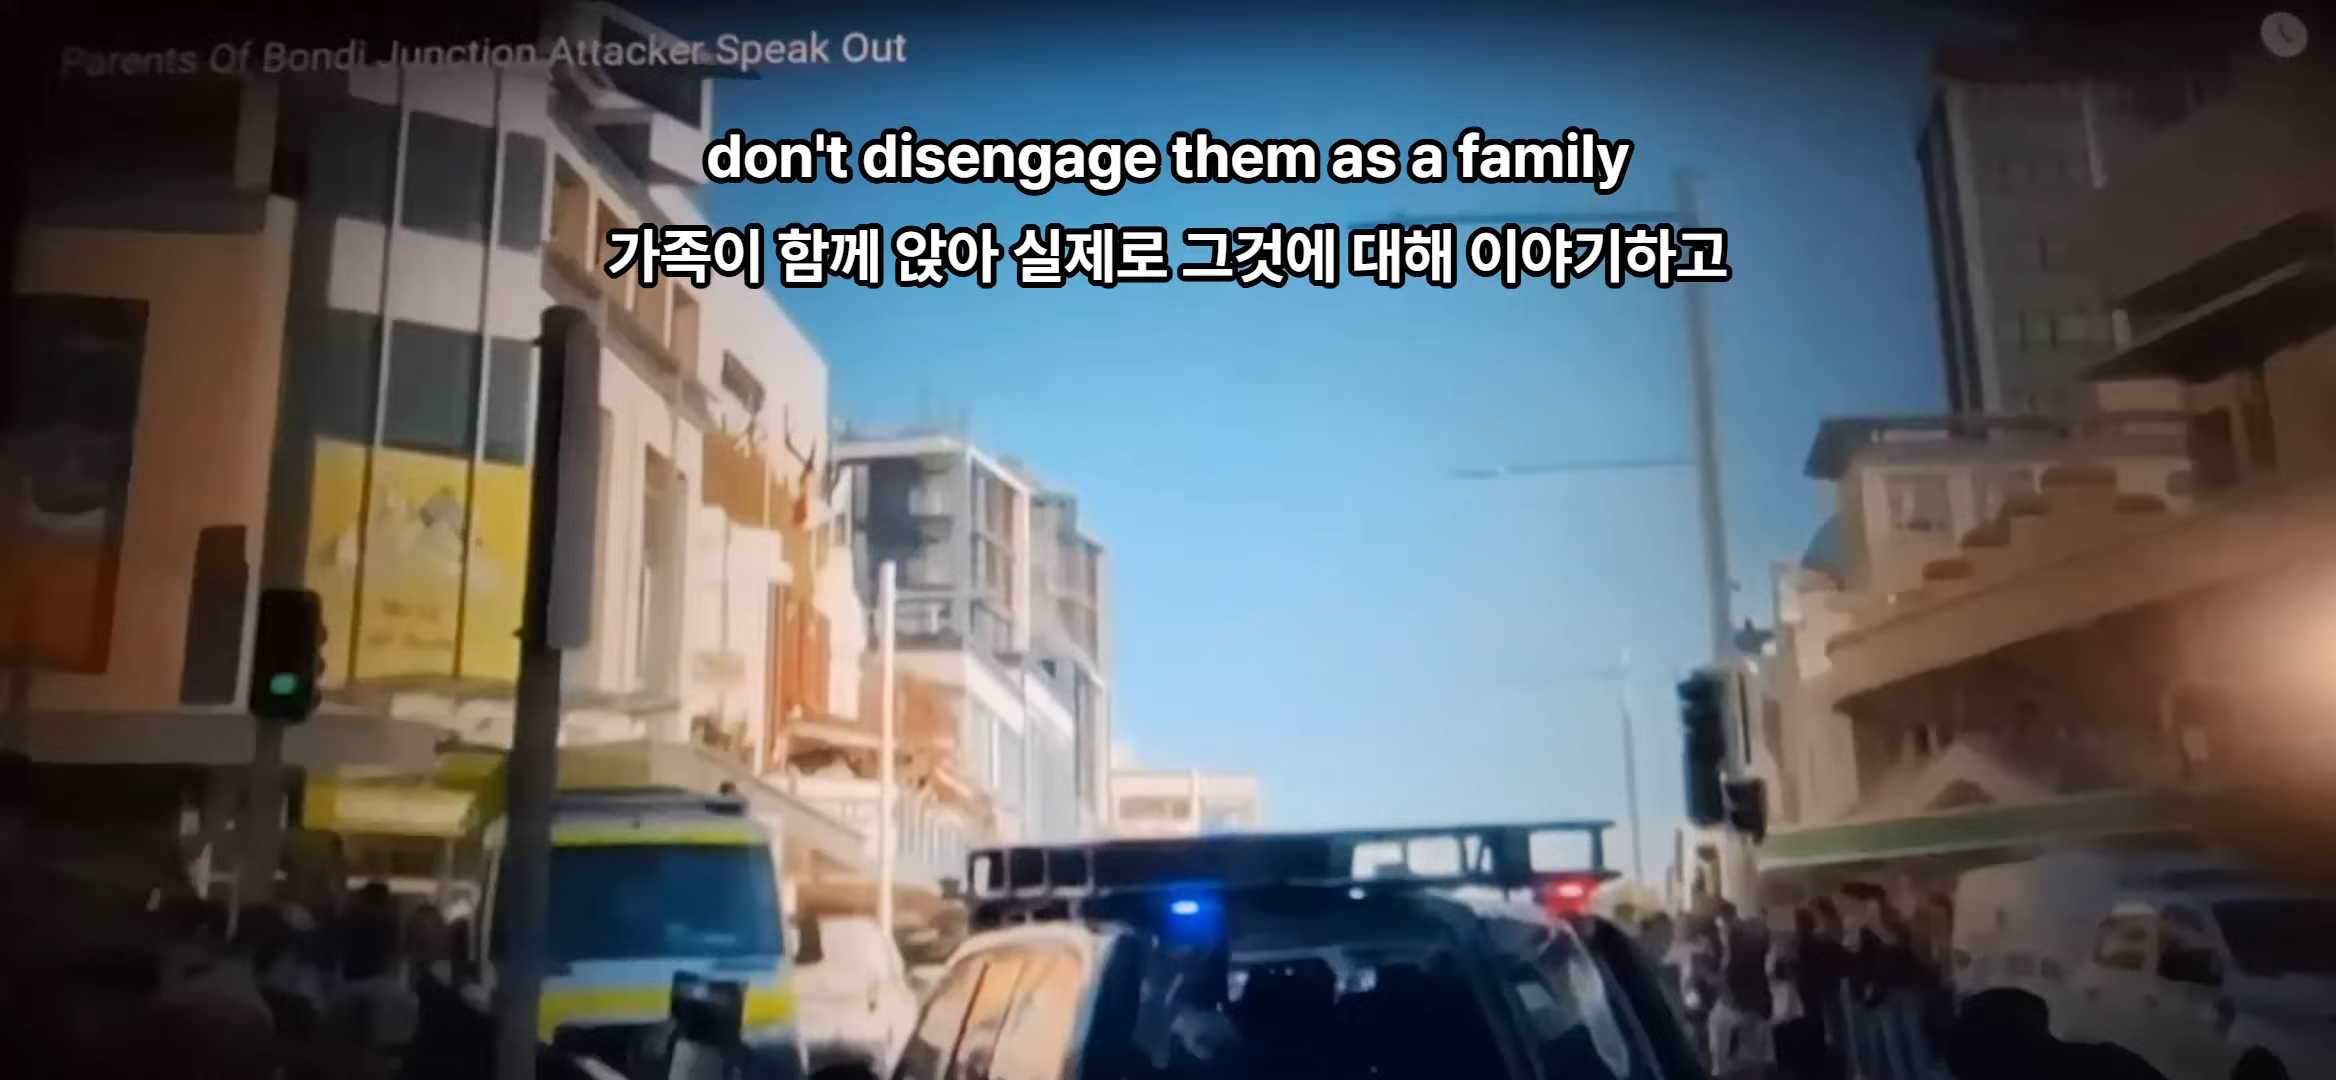 Parents Of Bondi Junction Attacker Speak Out
don't disengage them as a family
가족이 함께 앉아 실제로 그것에 대해 이야기하고